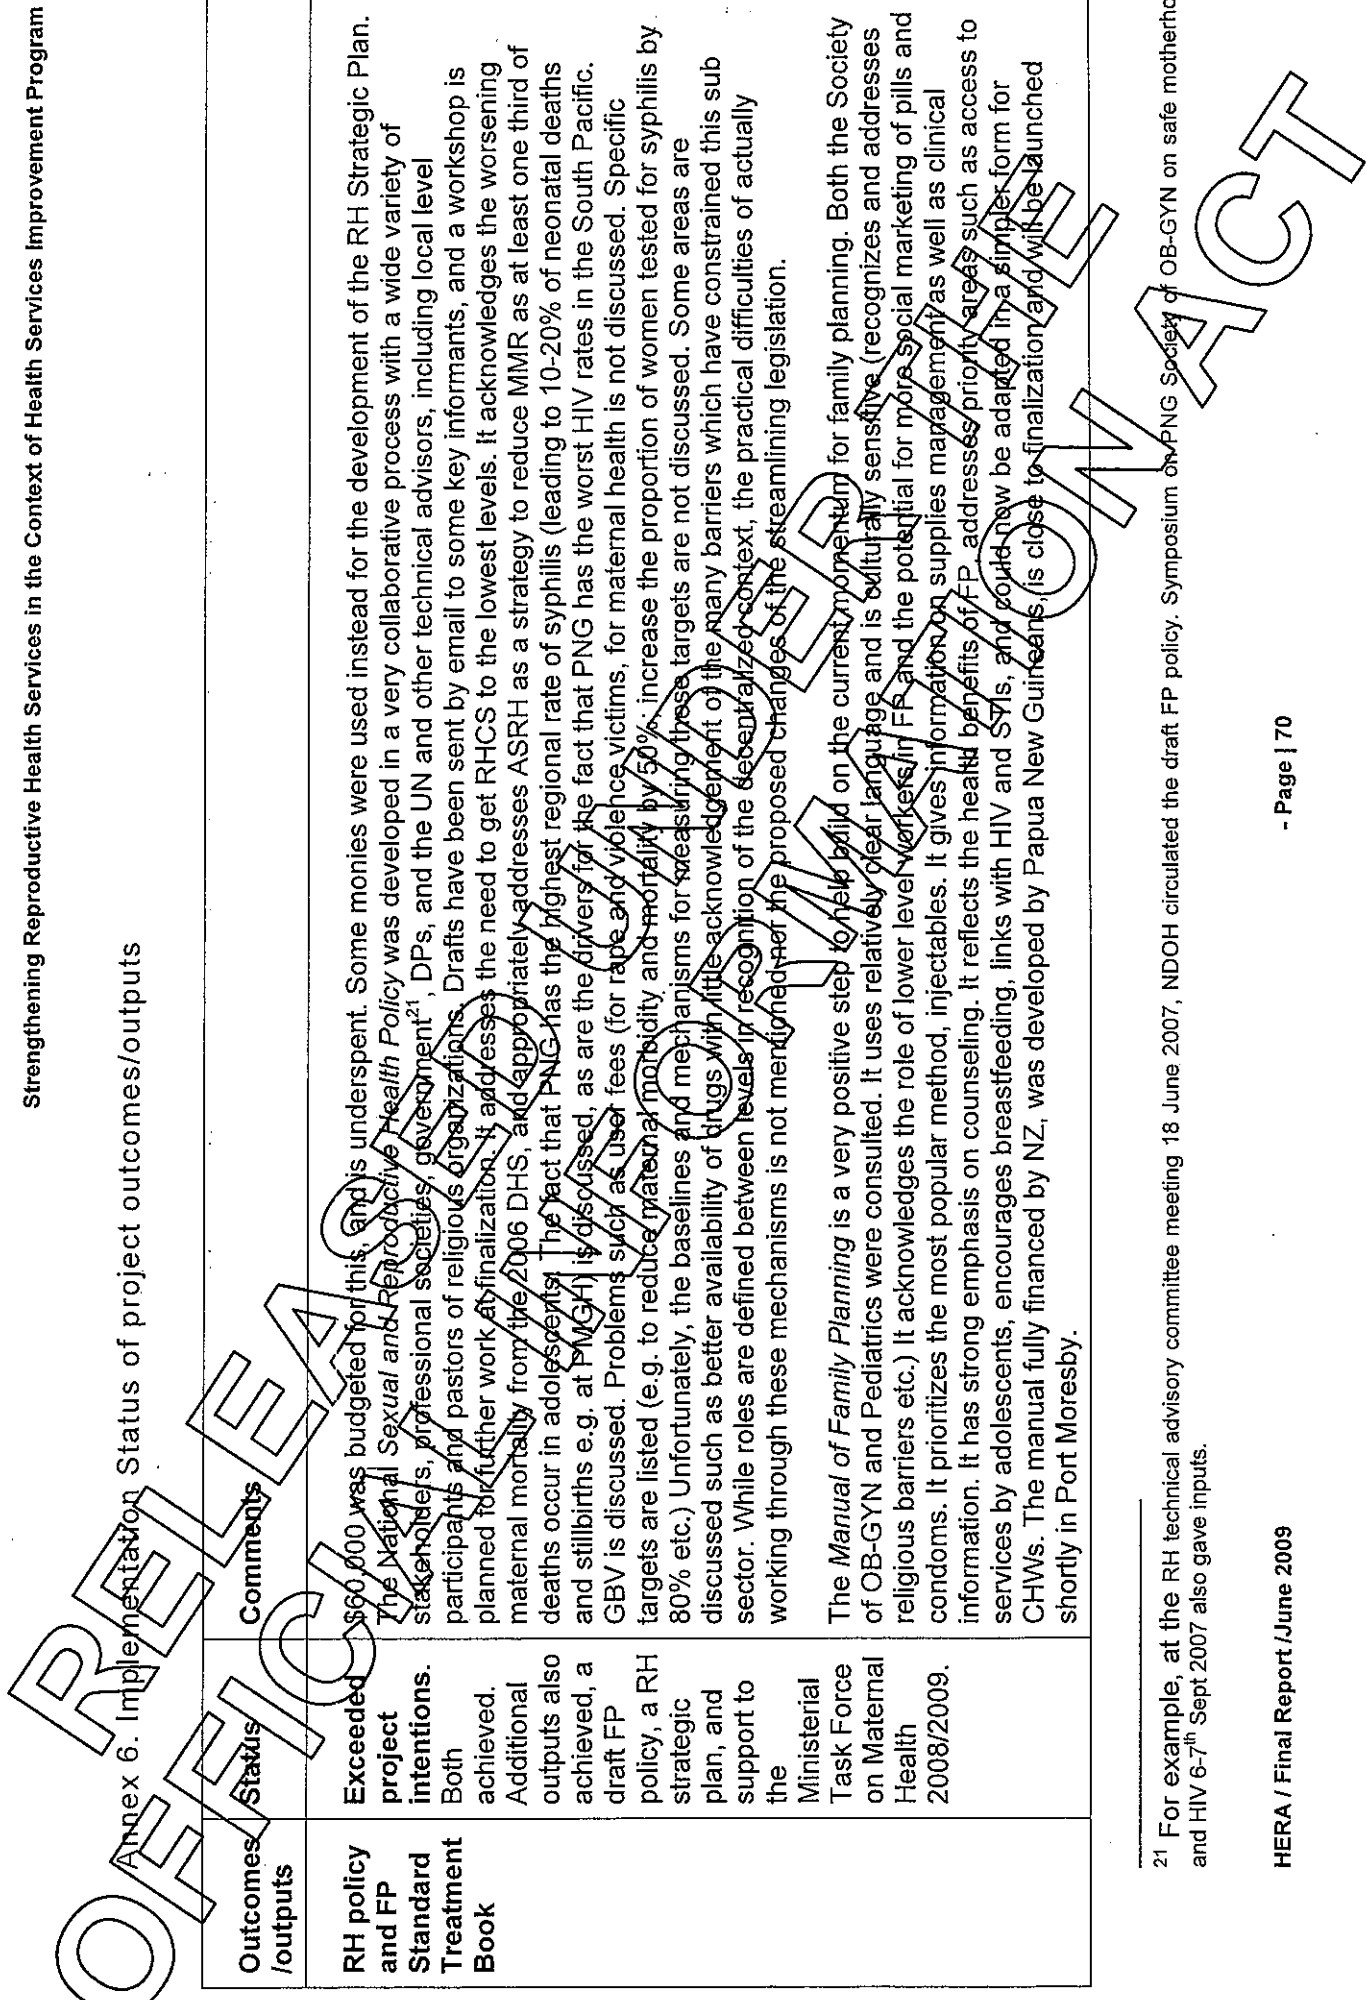 Strengthening Reproductive Health Services in the Context of Health Services Improvement Program
Annex 6. Implementation Status of project outcomes/outputs
Outcomes /outputs
Status
Comments
RH policy
and FP
Standard
Treatment
Book
Exceeded
project
intentions.
Both
achieved.
Additional
outputs also
achieved, a
draft FP
policy, a RH
strategic
plan, and
support to
the
Ministerial
Task Force
on Maternal
Health
2008/2009.
$60,000 was budgeted for this, and is underspent. Some monies were used instead for the development of the RH Strategic Plan.
The National Sexual and Reproductive Health Policy was developed in a very collaborative process with a wide variety of
stakeholders, professional societies, government21, DPs, and the UN and other technical advisors, including local level
participants and pastors of religious organizations. Drafts have been sent by email to some key informants, and a workshop is
planned for further work at finalization. It addresses the need to get RHCS to the lowest levels. It acknowledges the worsening
maternal mortality from the 2006 DHS, and appropriately addresses ASRH as a strategy to reduce MMR as at least one third of
deaths occur in adolescents. The fact that PNG has the highest regional rate of syphilis (leading to 10-20% of neonatal deaths
and stillbirths e.g. at PMGH) is discussed, as are the drivers for the fact that PNG has the worst HIV rates in the South Pacific.
GBV is discussed. Problems such as user fees (for rape and violence victims, for maternal health is not discussed. Specific
targets are listed (e.g. to reduce maternal morbidity and mortality by 50%; increase the proportion of women tested for syphilis by
80% etc.) Unfortunately, the baselines and mechanisms for measuring these targets are not discussed. Some areas are
discussed such as better availability of drugs with little acknowledgement of the many barriers which have constrained this sub
sector. While roles are defined between levels in recognition of the decentralized context, the practical difficulties of actually
working through these mechanisms is not mentioned nor the proposed changes of the streamlining legislation.
The Manual of Family Planning is a very positive step to help build on the current momentum for family planning. Both the Society
of OB-GYN and Pediatrics were consulted. It uses relatively clear language and is culturally sensitive (recognizes and addresses
religious barriers etc.) It acknowledges the role of lower level workers in FP and the potential for more social marketing of pills and
condoms. It prioritizes the most popular method, injectables. It gives information on supplies management as well as clinical
information. It has strong emphasis on counseling. It reflects the health benefits of FP, addresses priority areas such as access to
services by adolescents, encourages breastfeeding, links with HIV and STIs, and could now be adapted in a simpler form for
CHWs. The manual fully financed by NZ, was developed by Papua New Guineans, is close to finalization and will be launched
shortly in Port Moresby.
21 For example, at the RH technical advisory committee meeting 18 June 2007, NDOH circulated the draft FP policy. Symposium on PNG Society of OB-GYN on safe motherho
and HIV 6-7th Sept 2007 also gave inputs.
HERA / Final Report /June 2009
- Page | 70
RELEASED UNDER THE
OFFICIAL INFORMATION ACT